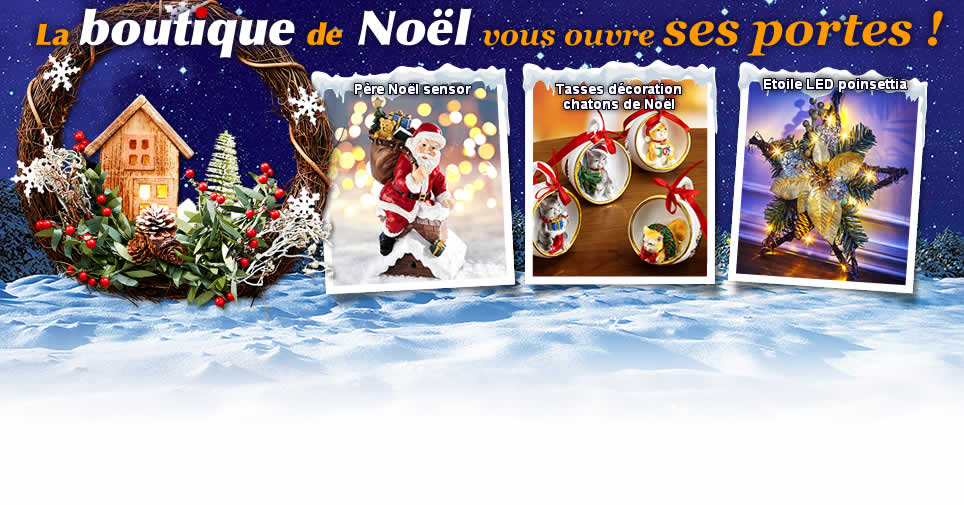 La boutique de Noël vous ouvre ses portes !
Père Noël sensor
Tasses décoration
chatons de Noël
Etoile LED poinsettia